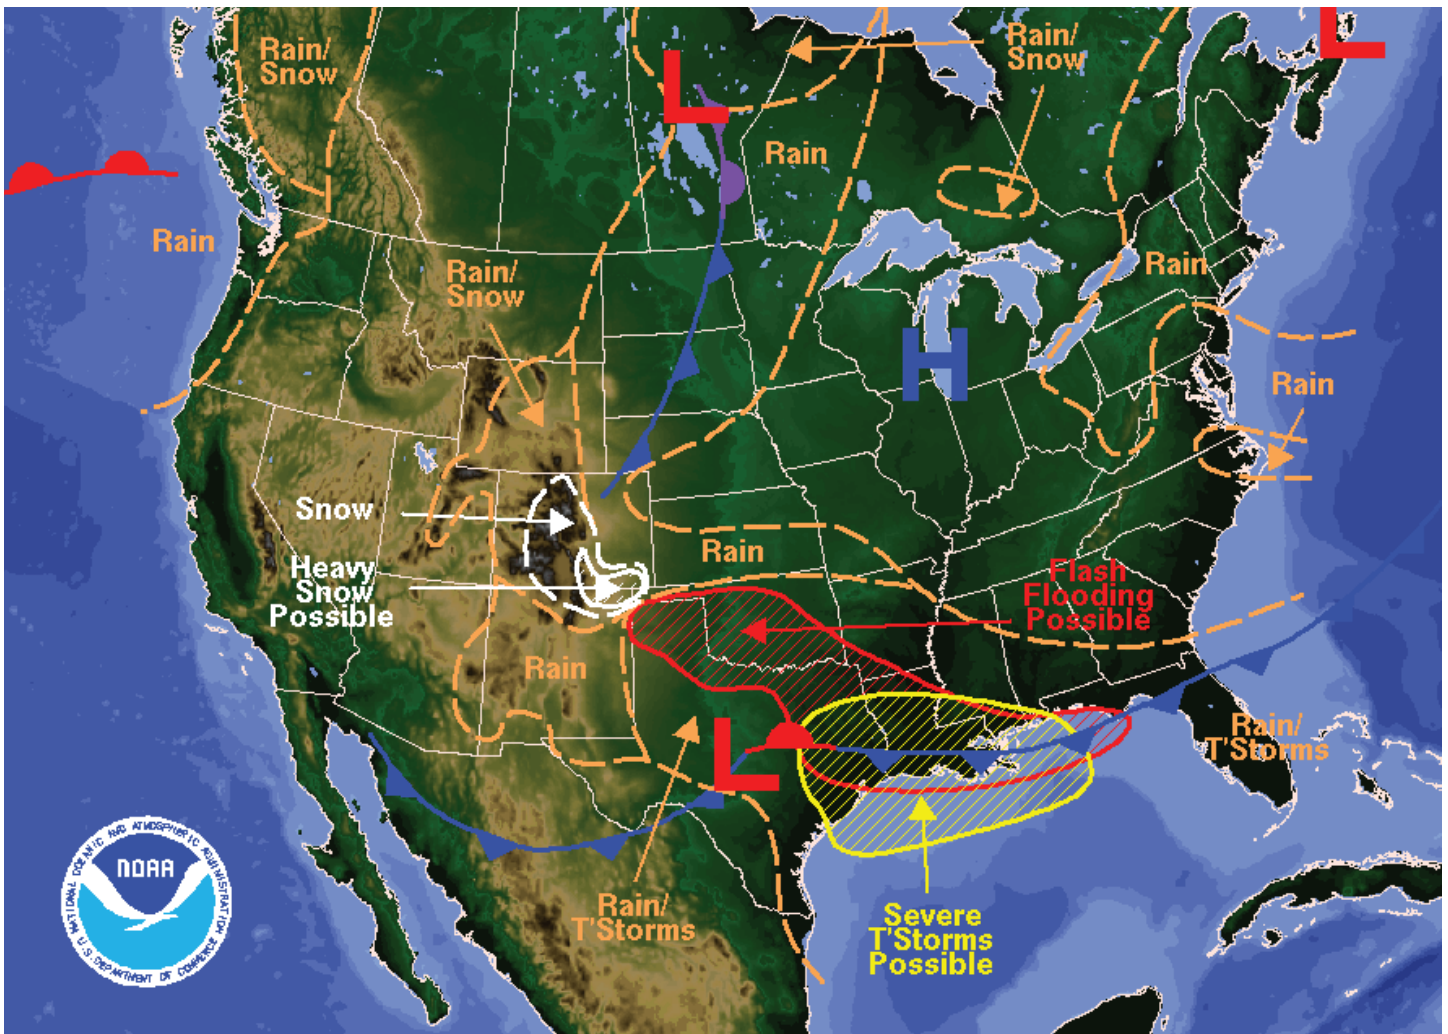 Rain/
Snow
L
Rain/
Snow
L
Rain
Rain
Rain/
Snow
Rain
H
Rain
Snow
Heavy
Snow
Possible
Rain
Flash
Flooding
Possible
Rain
L
Rain/
T'Storms
Rain/
T'Storms
Severe
T'Storms
Possible
NATIONAL OCEANIC AND ATMOSPHERIC ADMINISTRATION
NOAA
U.S. DEPARTMENT OF COMMERCE